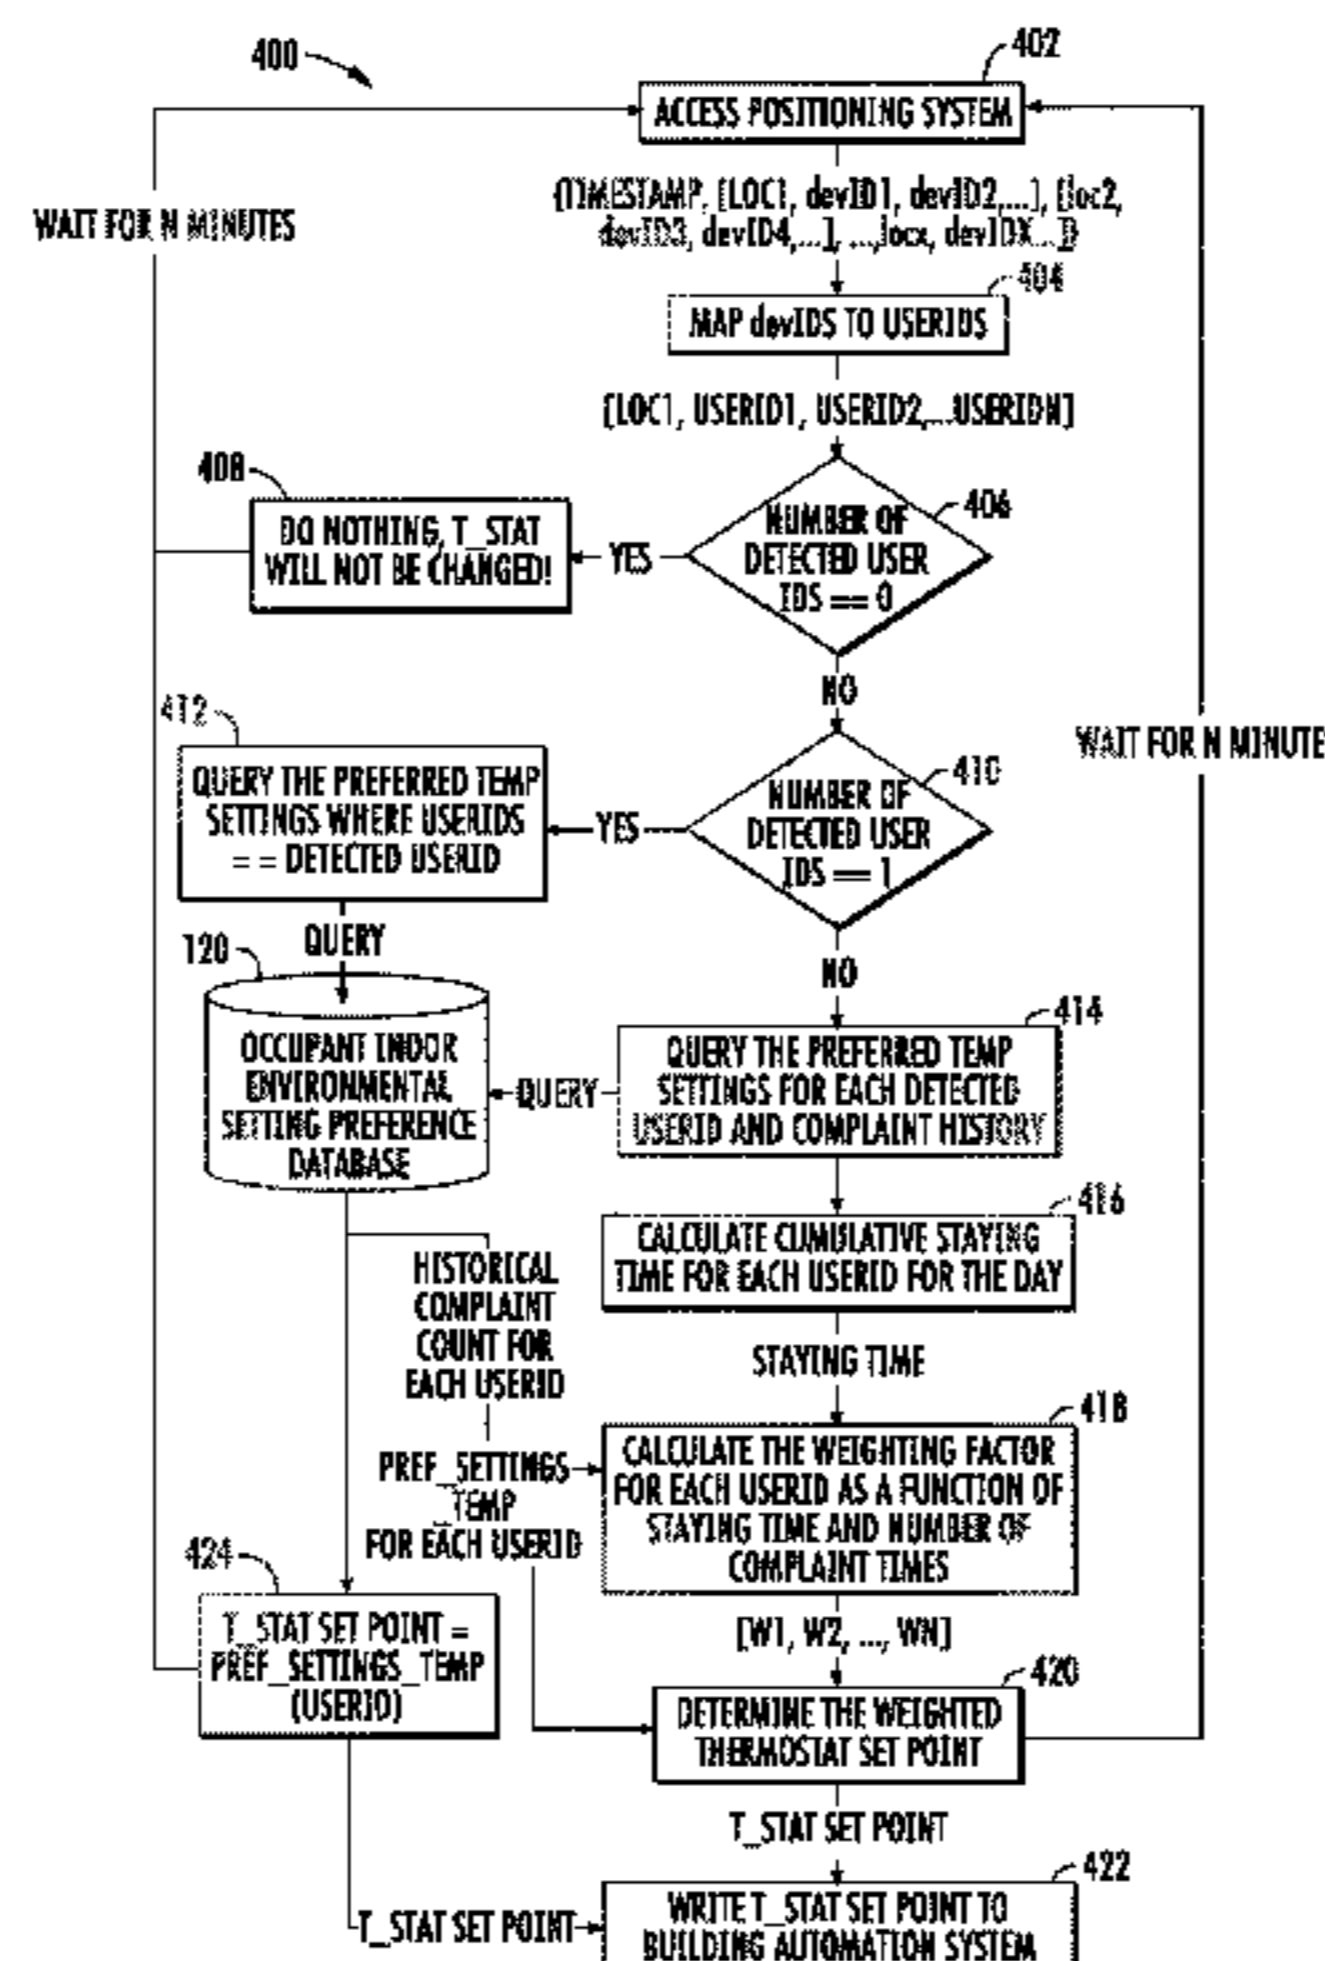 400
402
ACCESS POSITIONING SYSTEM
{TIMESTAMP, [LOC1, devID1, devID2,...], [loc2,
devID3, devID4,...], ...,locx, devIDX...]}
WAIT FOR N MINUTES
404
MAP devIDS TO USERIDS
[LOC1, USERID1, USERID2,...USERIDN]
408
DO NOTHING, T_STAT
WILL NOT BE CHANGED!
YES
406
NUMBER OF
DETECTED USER
IDS == 0
NO
412
QUERY THE PREFERRED TEMP
SETTINGS WHERE USERIDS
= = DETECTED USERID
YES
410
NUMBER OF
DETECTED USER
IDS == 1
WAIT FOR N MINUTE
NO
QUERY
120
OCCUPANT INDOR
ENVIRONMENTAL
SETTING PREFERENCE
DATABASE
QUERY
414
QUERY THE PREFERRED TEMP
SETTINGS FOR EACH DETECTED
USERID AND COMPLAINT HISTORY
416
CALCULATE CUMULATIVE STAYING
TIME FOR EACH USERID FOR THE DAY
HISTORICAL
COMPLAINT
COUNT FOR
EACH USERID
STAYING TIME
418
CALCULATE THE WEIGHTING FACTOR
FOR EACH USERID AS A FUNCTION OF
STAYING TIME AND NUMBER OF
COMPLAINT TIMES
PREF_SETTINGS
_TEMP
FOR EACH USERID
424
T_STAT SET POINT =
PREF_SETTINGS_TEMP
(USERID)
[W1, W2, ..., WN]
420
DETERMINE THE WEIGHTED
THERMOSTAT SET POINT
T_STAT SET POINT
422
T_STAT SET POINT
WRITE T_STAT SET POINT TO
BUILDING AUTOMATION SYSTEM